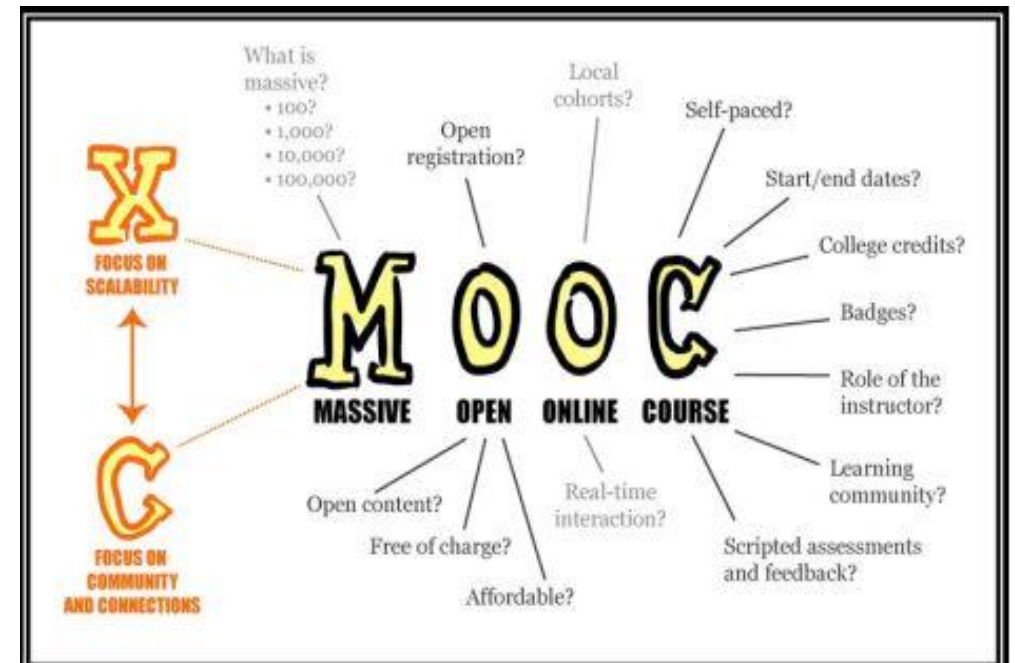 What is
massive?
• 100?
• 1,000?
• 10,000?
• 100,000?
Open
registration?
Local
cohorts?
Self-paced?
Start/end dates?
College credits?
Badges?
Role of the
instructor?
Learning
community?
Scripted assessments
and feedback?
X
FOCUS ON
SCALABILITY
C
FOCUS ON
COMMUNITY
AND CONNECTIONS
MOOC
MASSIVE OPEN ONLINE COURSE
Open content?
Free of charge?
Affordable?
Real-time
interaction?